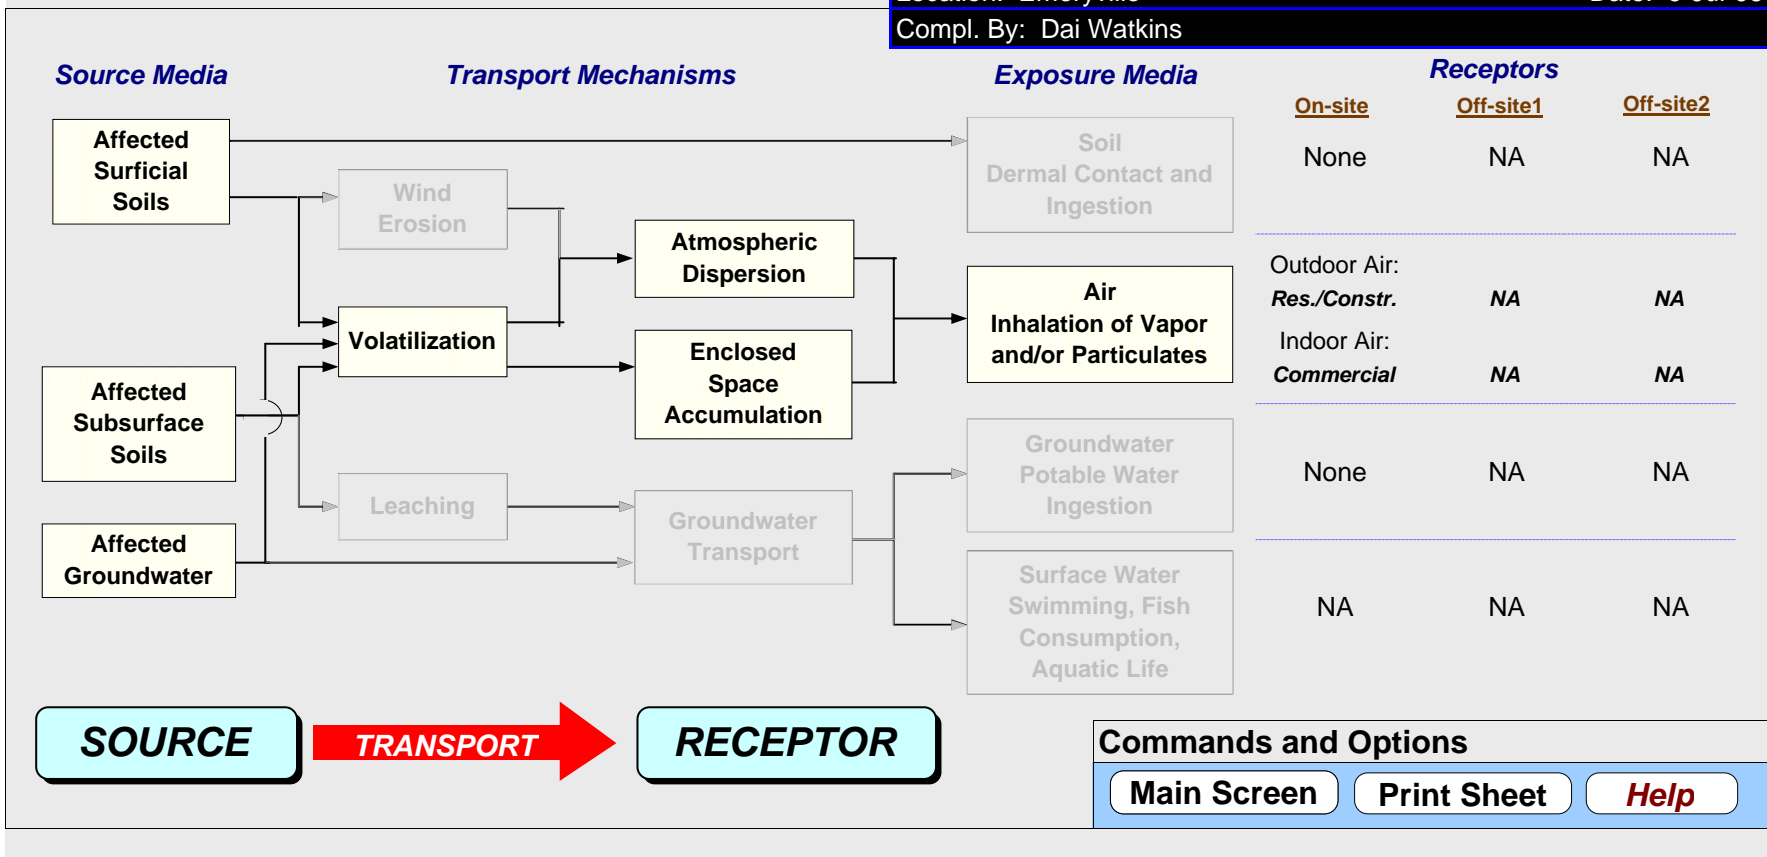 Location: Emeryville
Compl. By: Dai Watkins
Source Media
Transport Mechanisms
Exposure Media
Receptors
On-site
Off-site1
Off-site2
Affected
Surficial
Soils
Wind
Erosion
Atmospheric
Dispersion
Soil
Dermal Contact and
Ingestion
None
NA
NA
Volatilization
Enclosed
Space
Accumulation
Air
Inhalation of Vapor
and/or Particulates
Outdoor Air:
Res./Constr.
NA
NA
Indoor Air:
Commercial
NA
NA
Affected
Subsurface
Soils
Leaching
Groundwater
Transport
Groundwater
Potable Water
Ingestion
None
NA
NA
Affected
Groundwater
Surface Water
Swimming, Fish
Consumption,
Aquatic Life
NA
NA
NA
SOURCE
TRANSPORT
RECEPTOR
Commands and Options
Main Screen
Print Sheet
Help